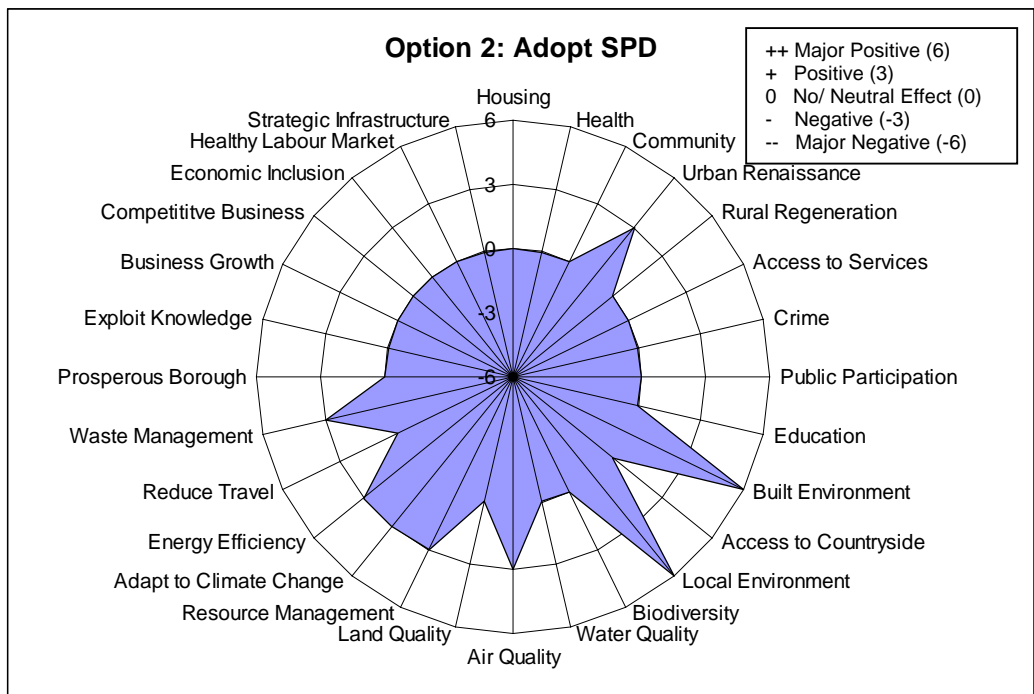 Option 2: Adopt SPD
++ Major Positive (6)
+ Positive (3)
0 No/ Neutral Effect (0)
- Negative (-3)
-- Major Negative (-6)
Housing
Health
Community
Urban Renaissance
Rural Regeneration
Access to Services
Crime
Public Participation
Education
Built Environment
Access to Countryside
Local Environment
Biodiversity
Water Quality
Air Quality
Land Quality
Resource Management
Adapt to Climate Change
Energy Efficiency
Reduce Travel
Waste Management
Prosperous Borough
Exploit Knowledge
Business Growth
Competititve Business
Economic Inclusion
Healthy Labour Market
Strategic Infrastructure
6
3
0
-3
-6